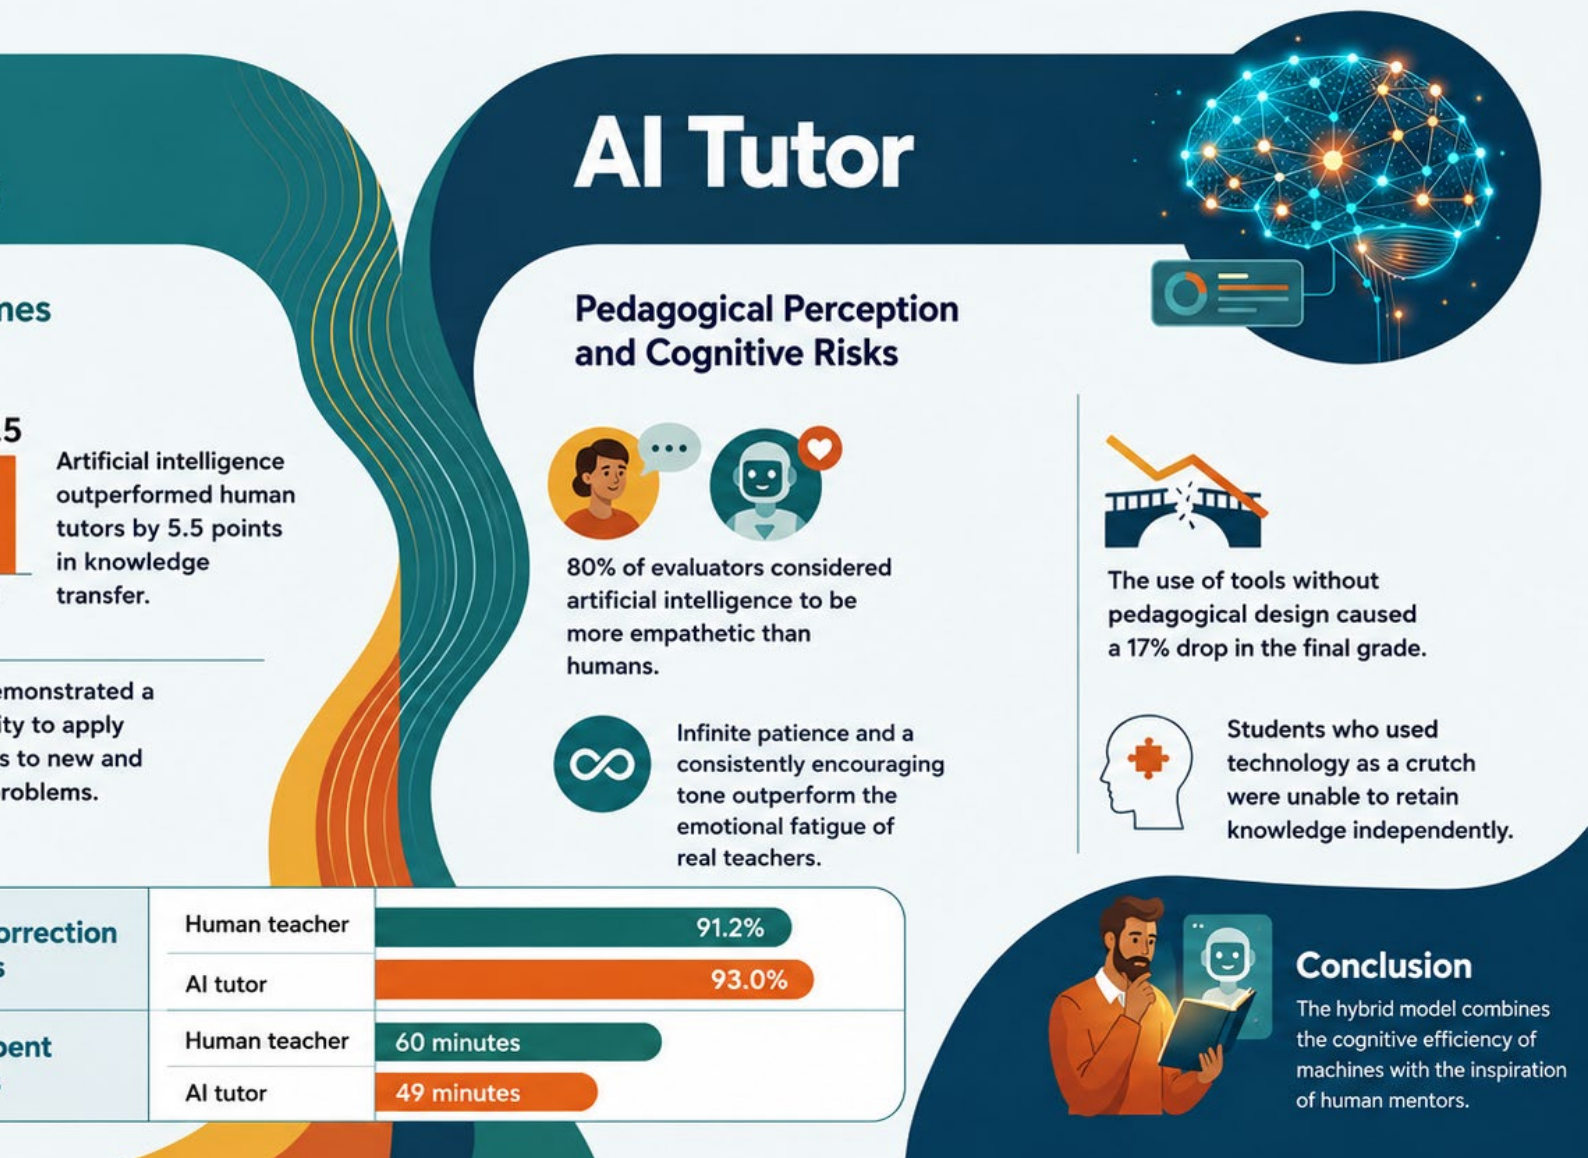 AI Tutor
mes
.5
Artificial intelligence
outperformed human
tutors by 5.5 points
in knowledge
transfer.
emonstrated a
ity to apply
s to new and
roblems.
Pedagogical Perception
and Cognitive Risks
80% of evaluators considered
artificial intelligence to be
more empathetic than
humans.
Infinite patience and a
consistently encouraging
tone outperform the
emotional fatigue of
real teachers.
The use of tools without
pedagogical design caused
a 17% drop in the final grade.
Students who used
technology as a crutch
were unable to retain
knowledge independently.
orrection
s
Human teacher
91.2%
AI tutor
93.0%
pent
Human teacher
60 minutes
AI tutor
49 minutes
Conclusion
The hybrid model combines
the cognitive efficiency of
machines with the inspiration
of human mentors.